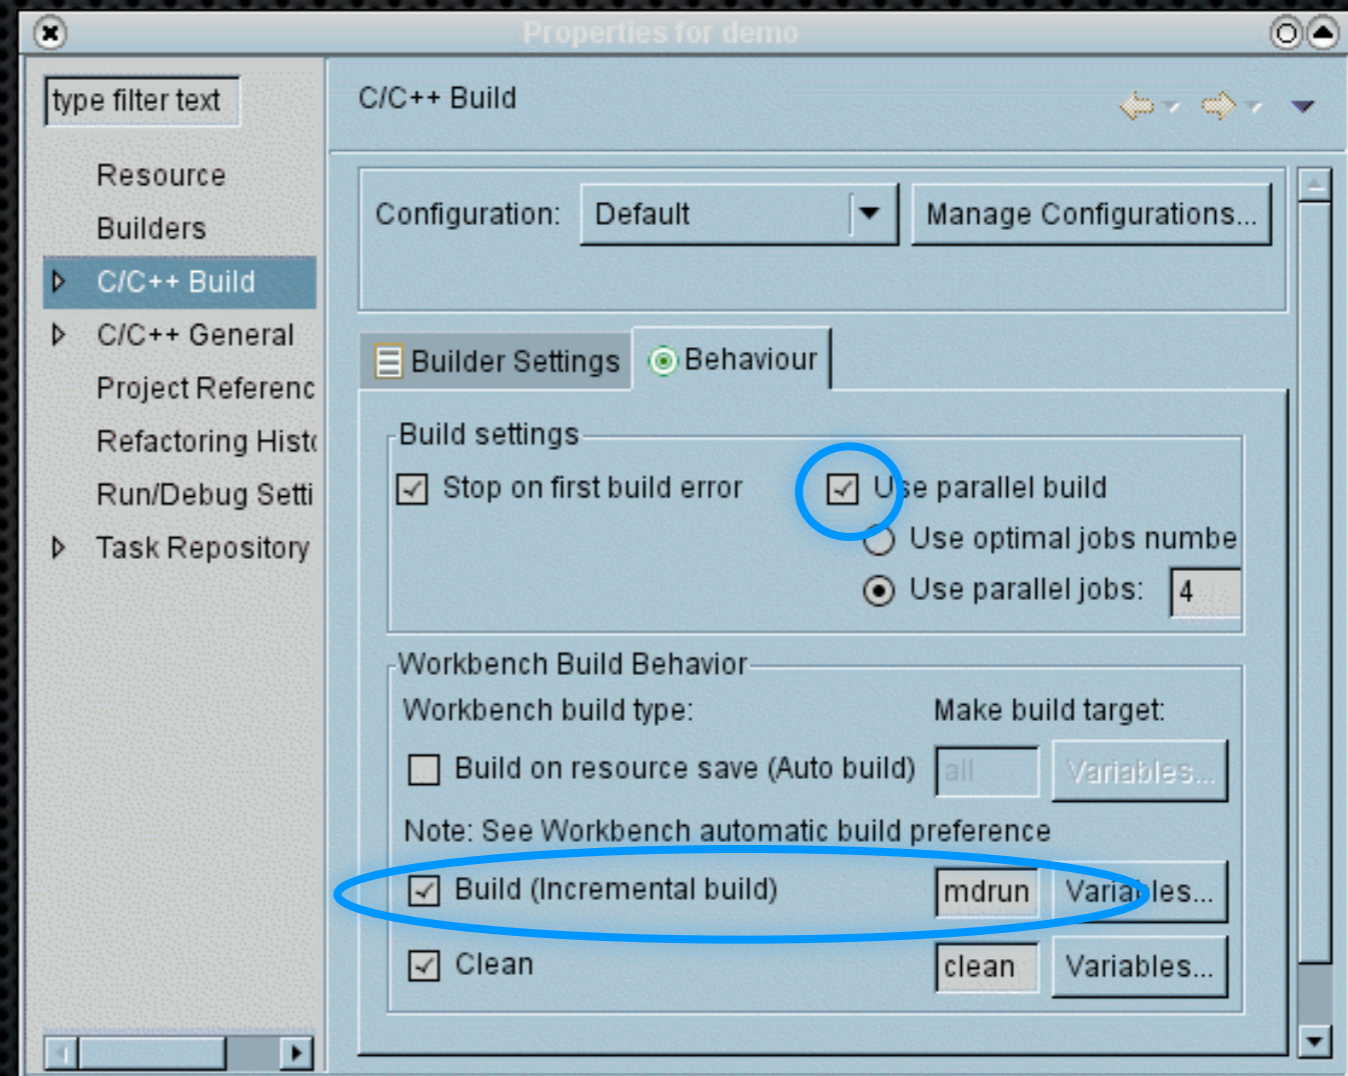 Properties for demo
type filter text
Resource
Builders
C/C++ Build
C/C++ General
Project Referenc
Refactoring Histo
Run/Debug Setti
Task Repository
C/C++ Build
Configuration: Default Manage Configurations...
Builder Settings Behaviour
Build settings
Stop on first build error Use parallel build
Use optimal jobs numbe
Use parallel jobs: 4
Workbench Build Behavior
Workbench build type: Make build target:
Build on resource save (Auto build) all Variables...
Note: See Workbench automatic build preference
Build (Incremental build) mdrun Variables...
Clean clean Variables...